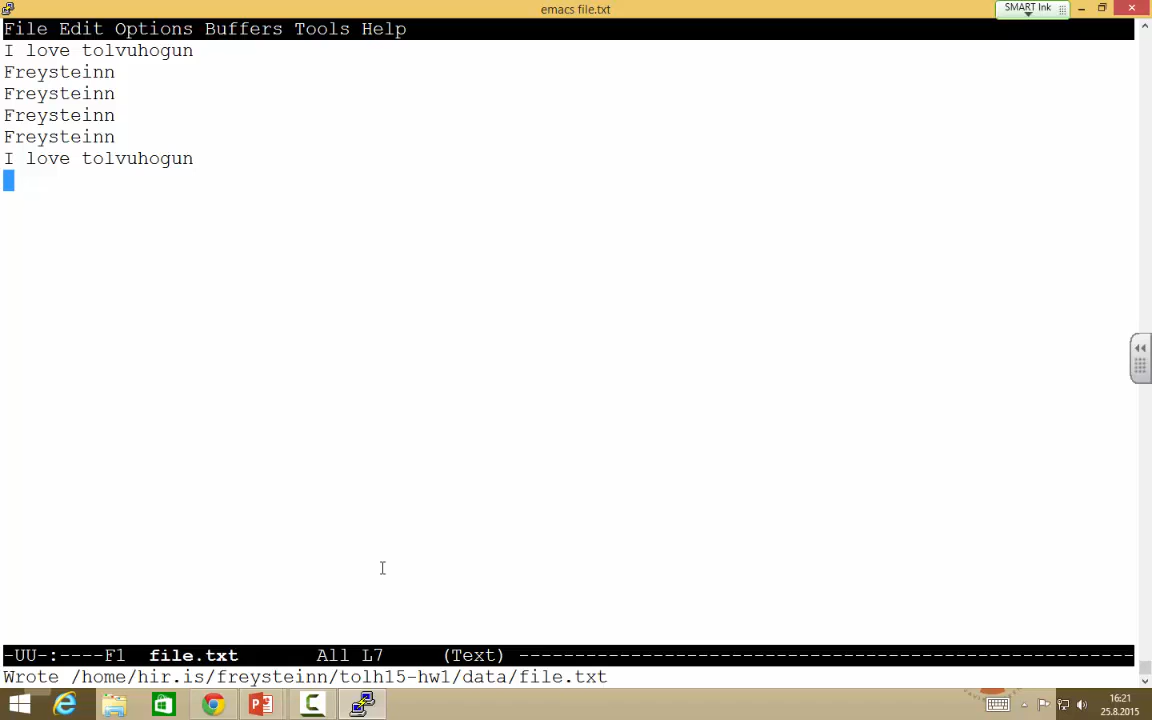 emacs file.txt
SMART Ink
File Edit Options Buffers Tools Help
I love tolvuhogun
Freysteinn
Freysteinn
Freysteinn
Freysteinn
I love tolvuhogun
-UU-:----F1 file.txt All L7 (Text) ----------------------------------------------------------
Wrote /home/hir.is/freysteinn/tolh15-hw1/data/file.txt
16:21
25.8.2015